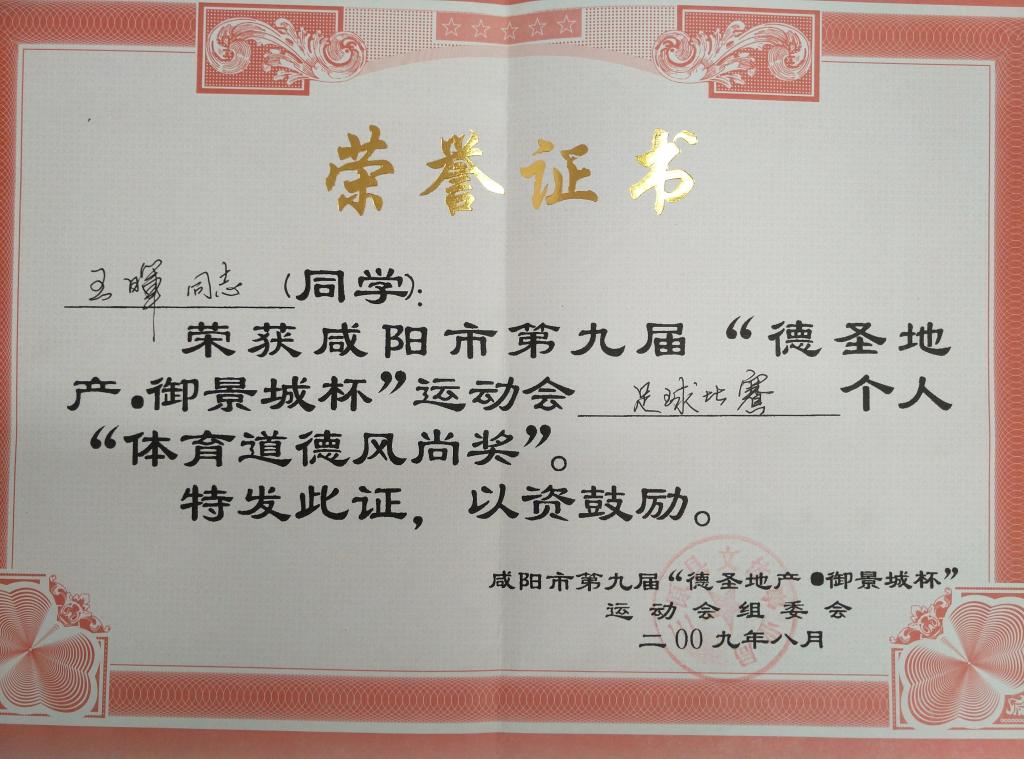 荣誉证书
王晖同志(同学):
荣获咸阳市第九届“德圣地
产·御景城杯”运动会足球比赛个人
“体育道德风尚奖”。
特发此证，以资鼓励。
咸阳市第九届“德圣地产·御景城杯”
运动会组委会
二00九年八月